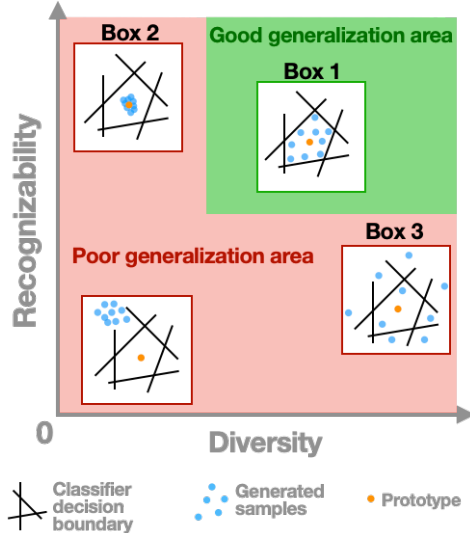 Box 2
Good generalization area
Box 1
Box 3
Poor generalization area
Recognizability
0
Diversity
Classifier
decision
boundary
Generated
samples
Prototype